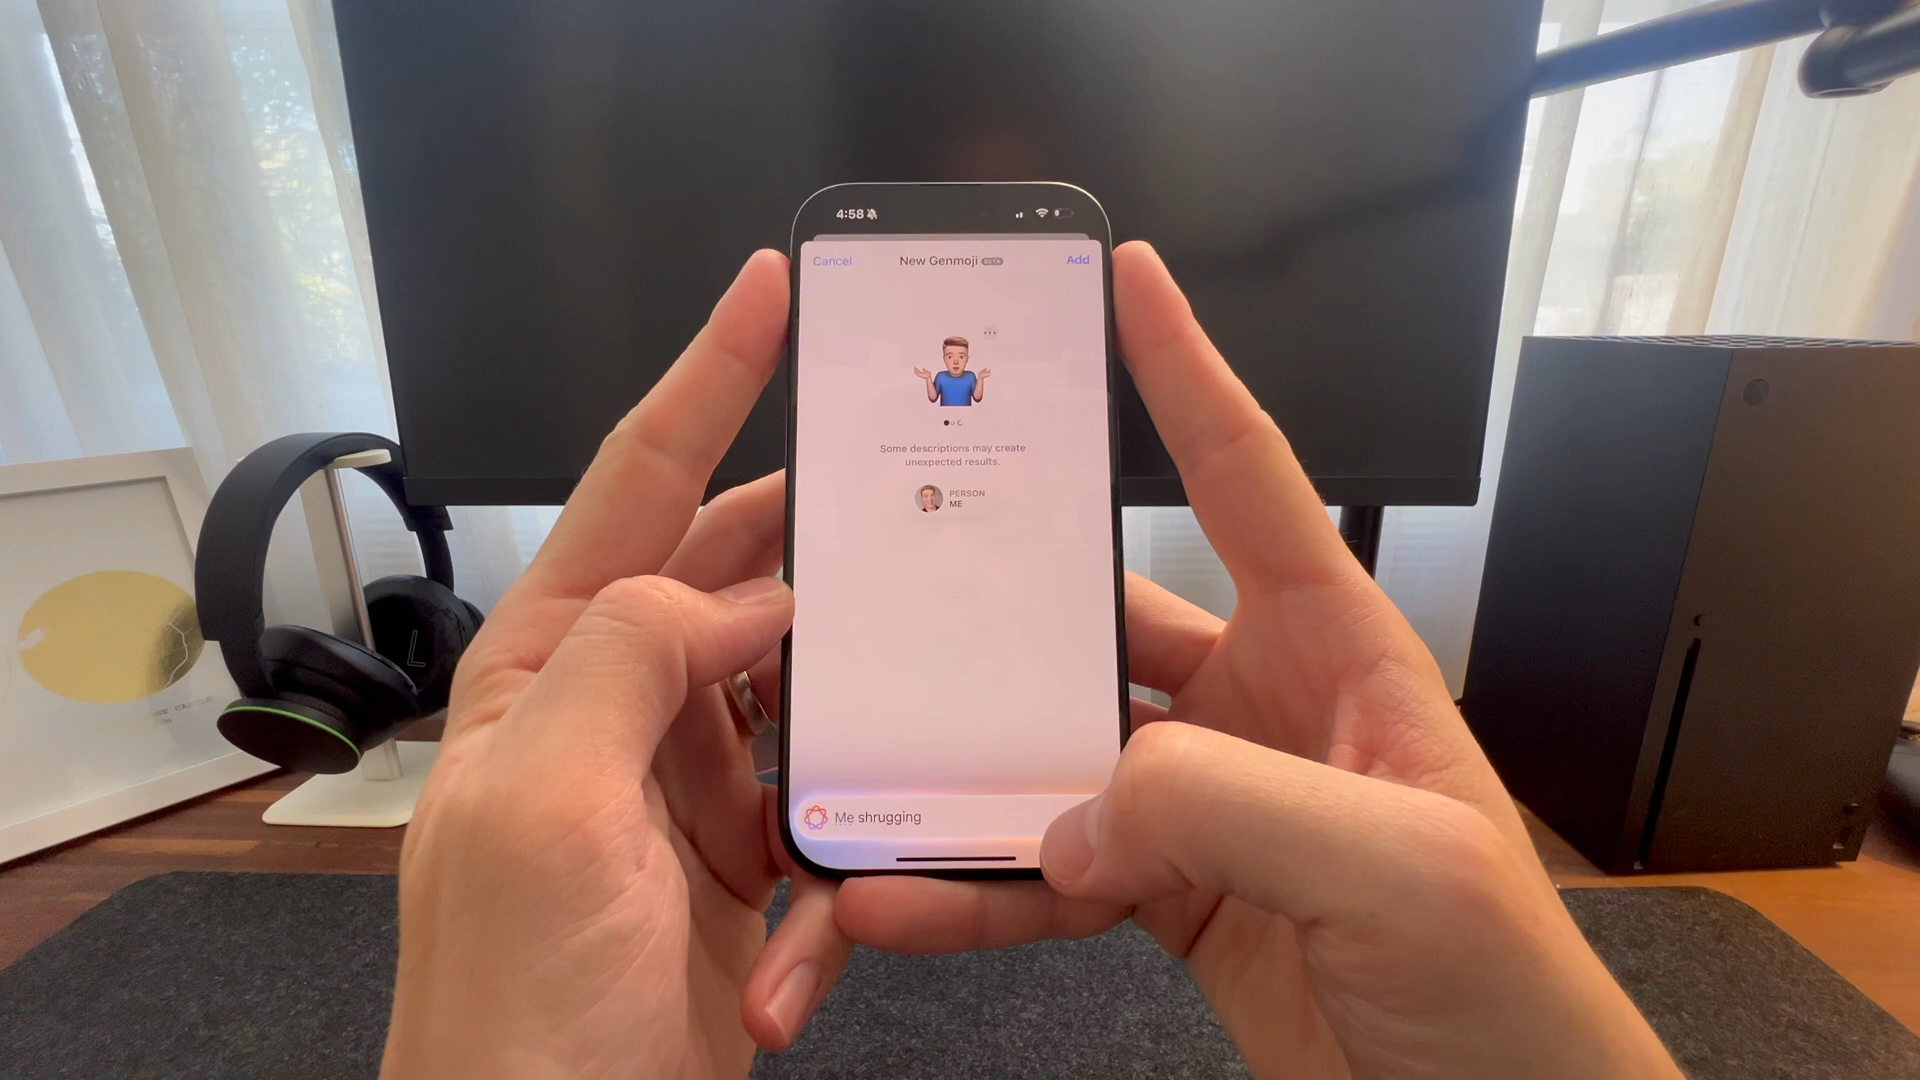 4:58
Cancel
New Genmoji BETA
Add
Some descriptions may create
unexpected results.
PERSON
ME
Me shrugging
L